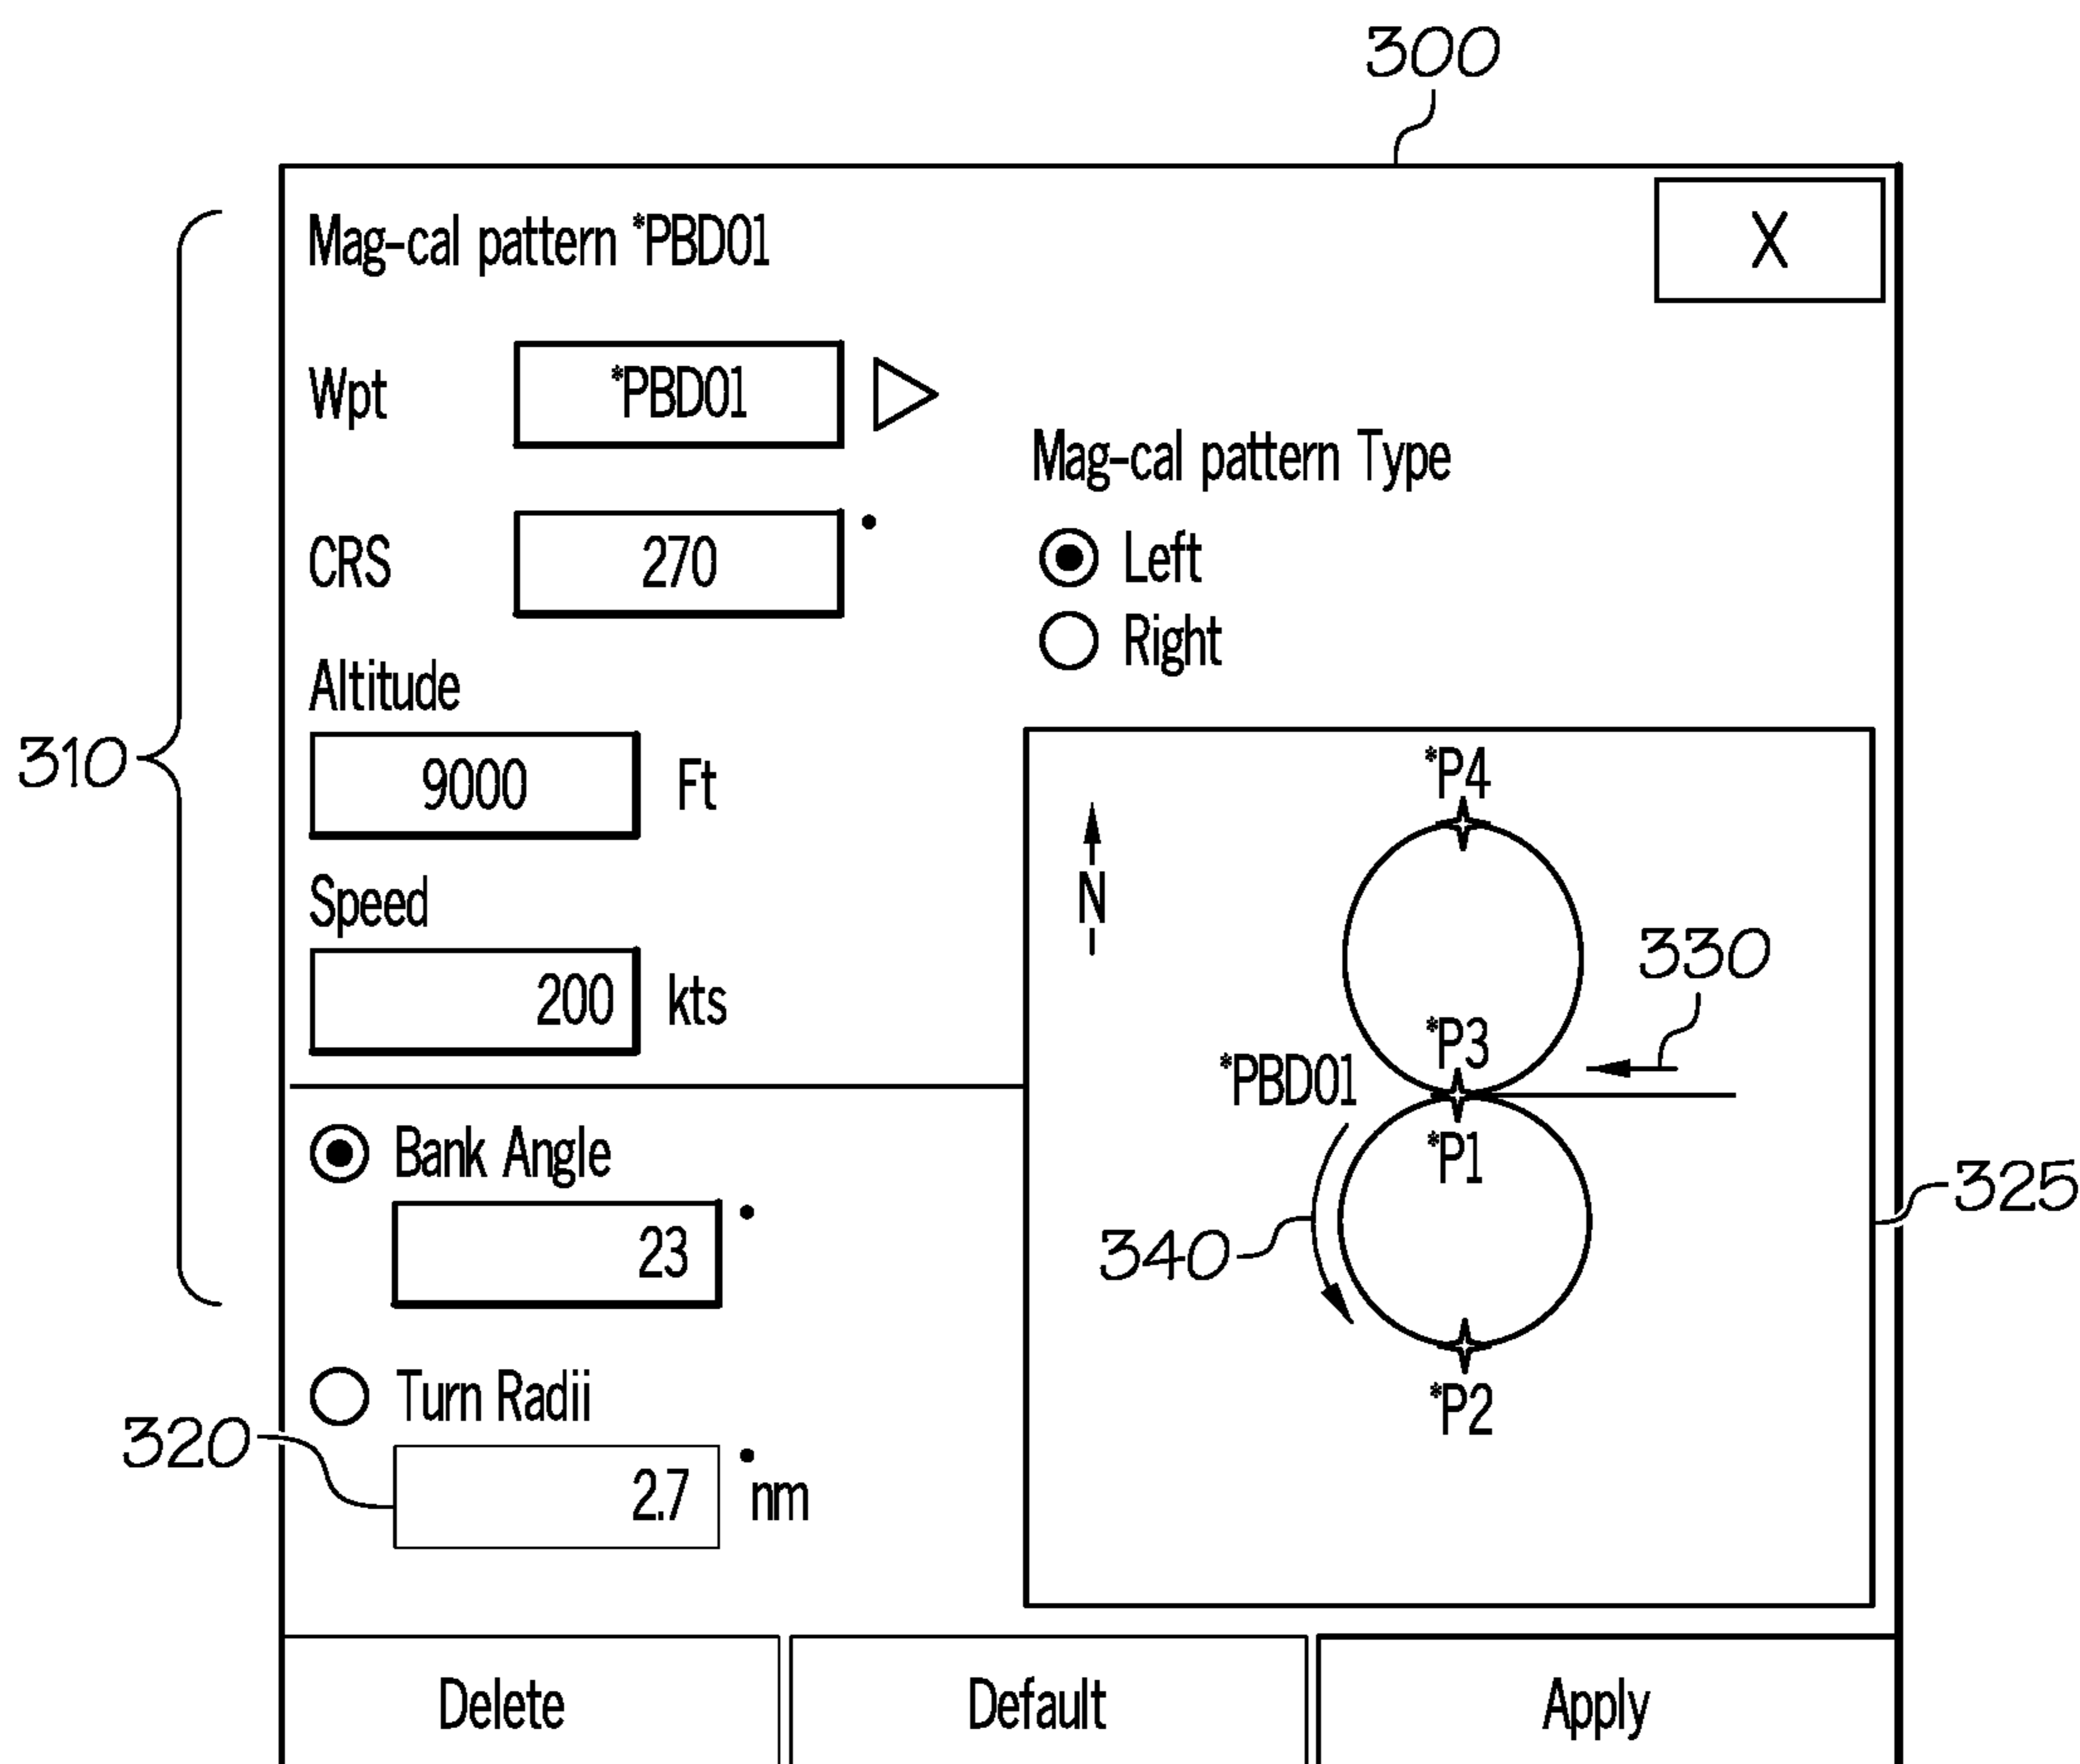 300
Mag-cal pattern *PBD01
X
Wpt
*PBD01
Mag-cal pattern Type
CRS
270
Left
Right
Altitude
9000 Ft
310
Speed
200 kts
*P4
N
330
*P3
*PBD01
*P1
Bank Angle
23
340
325
Turn Radii
320
2.7 nm
*P2
Delete
Default
Apply